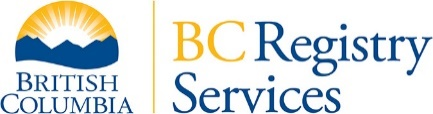 BRITISH
COLUMBIA
BC Registry
Services